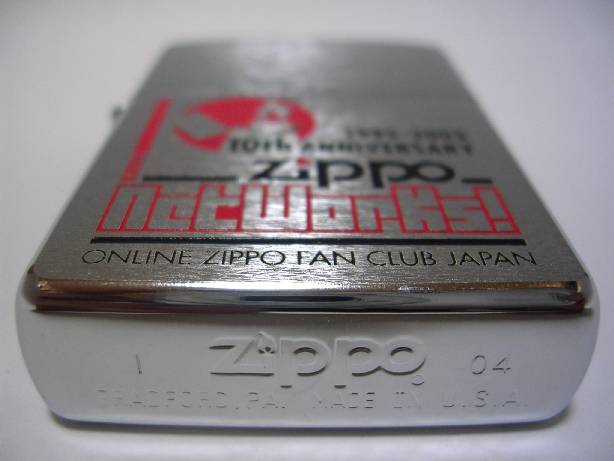 1995-2005
10th ANNIVERSARY
Zippo
NetWorks!
ONLINE ZIPPO FAN CLUB JAPAN
I Zippo ® 04
BRADFORD, PA. MADE IN U.S.A.